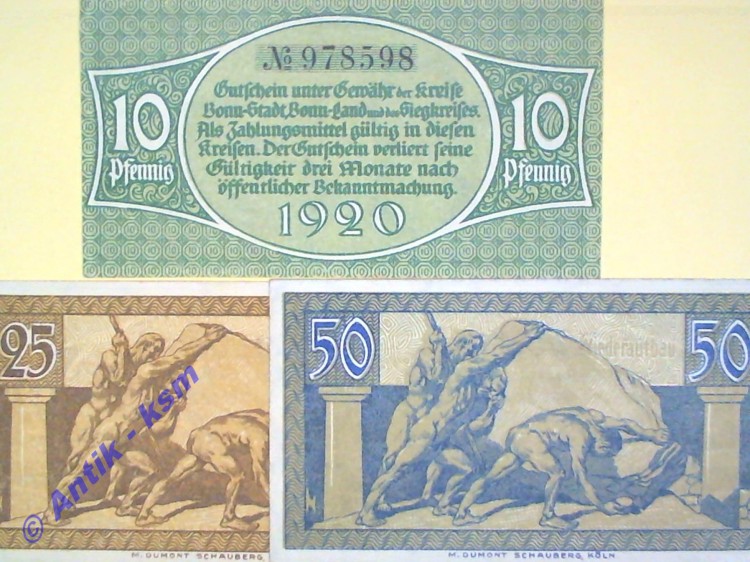 № 978598
10 Pfennig
Gutschein unter Gewähr der Kreise
Bonn-Stadt, Bonn-Land und des Siegkreises.
Als Zahlungsmittel gültig in diesen
Kreisen. Der Gutschein verliert seine
Gültigkeit drei Monate nach
öffentlicher Bekanntmachung.
1920
10 Pfennig
25
50
Wiederaufbau
50
© Antik - ksm
M. DUMONT SCHAUBERG,
M. DUMONT SCHAUBERG, KÖLN.